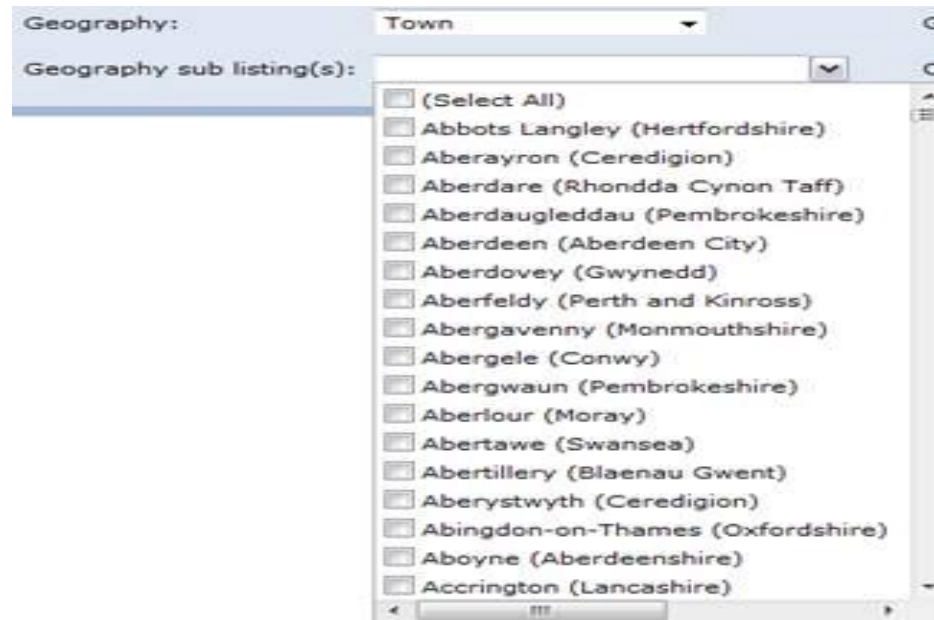 Geography: Town
Geography sub listing(s):
(Select All)
Abbots Langley (Hertfordshire)
Aberayron (Ceredigion)
Aberdare (Rhondda Cynon Taff)
Aberdaugleddau (Pembrokeshire)
Aberdeen (Aberdeen City)
Aberdovey (Gwynedd)
Aberfeldy (Perth and Kinross)
Abergavenny (Monmouthshire)
Abergele (Conwy)
Abergwaun (Pembrokeshire)
Aberlour (Moray)
Abertawe (Swansea)
Abertillery (Blaenau Gwent)
Aberystwyth (Ceredigion)
Abingdon-on-Thames (Oxfordshire)
Aboyne (Aberdeenshire)
Accrington (Lancashire)